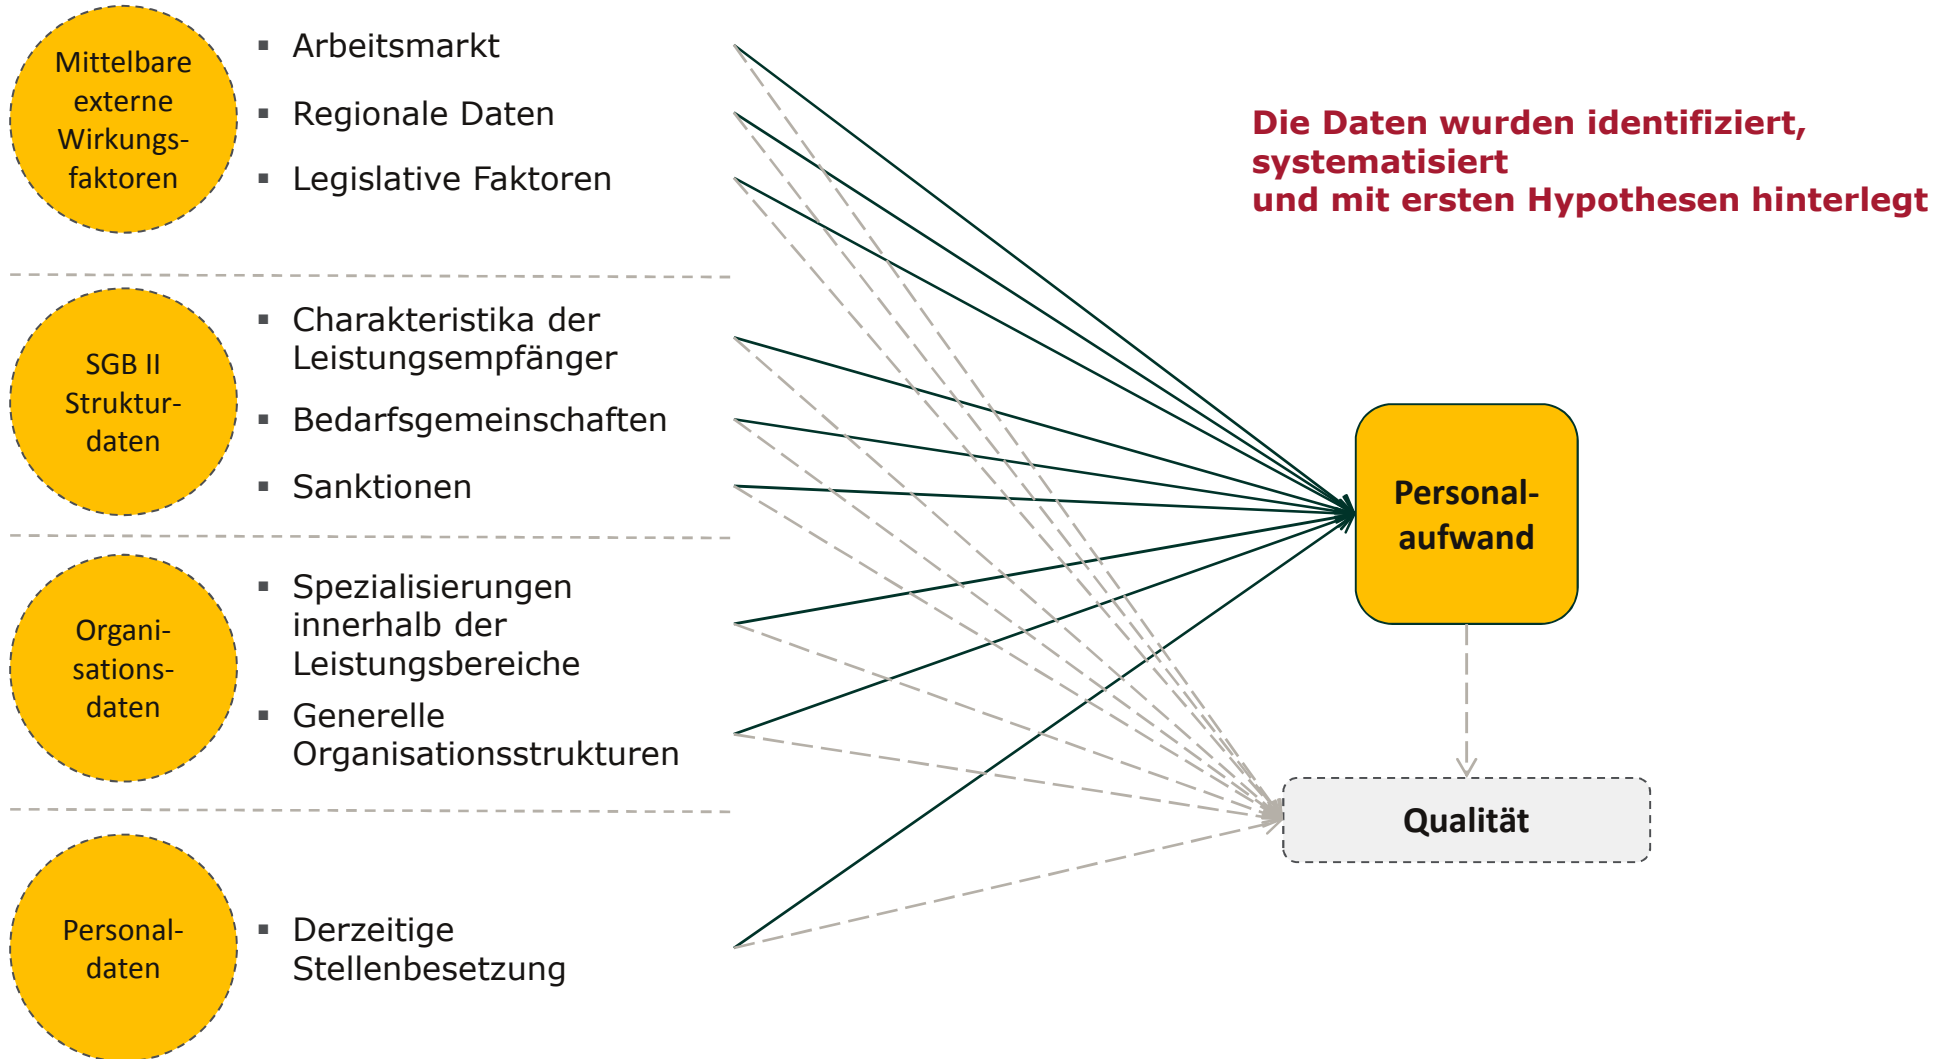 Mittelbare
externe
Wirkungs-
faktoren
▪ Arbeitsmarkt
▪ Regionale Daten
▪ Legislative Faktoren
Die Daten wurden identifiziert,
systematisiert
und mit ersten Hypothesen hinterlegt
SGB II
Struktur-
daten
▪ Charakteristika der
Leistungsempfänger
▪ Bedarfsgemeinschaften
▪ Sanktionen
Organi-
sations-
daten
▪ Spezialisierungen
innerhalb der
Leistungsbereiche
▪ Generelle
Organisationsstrukturen
Personal-
daten
▪ Derzeitige
Stellenbesetzung
Personal-
aufwand
Qualität